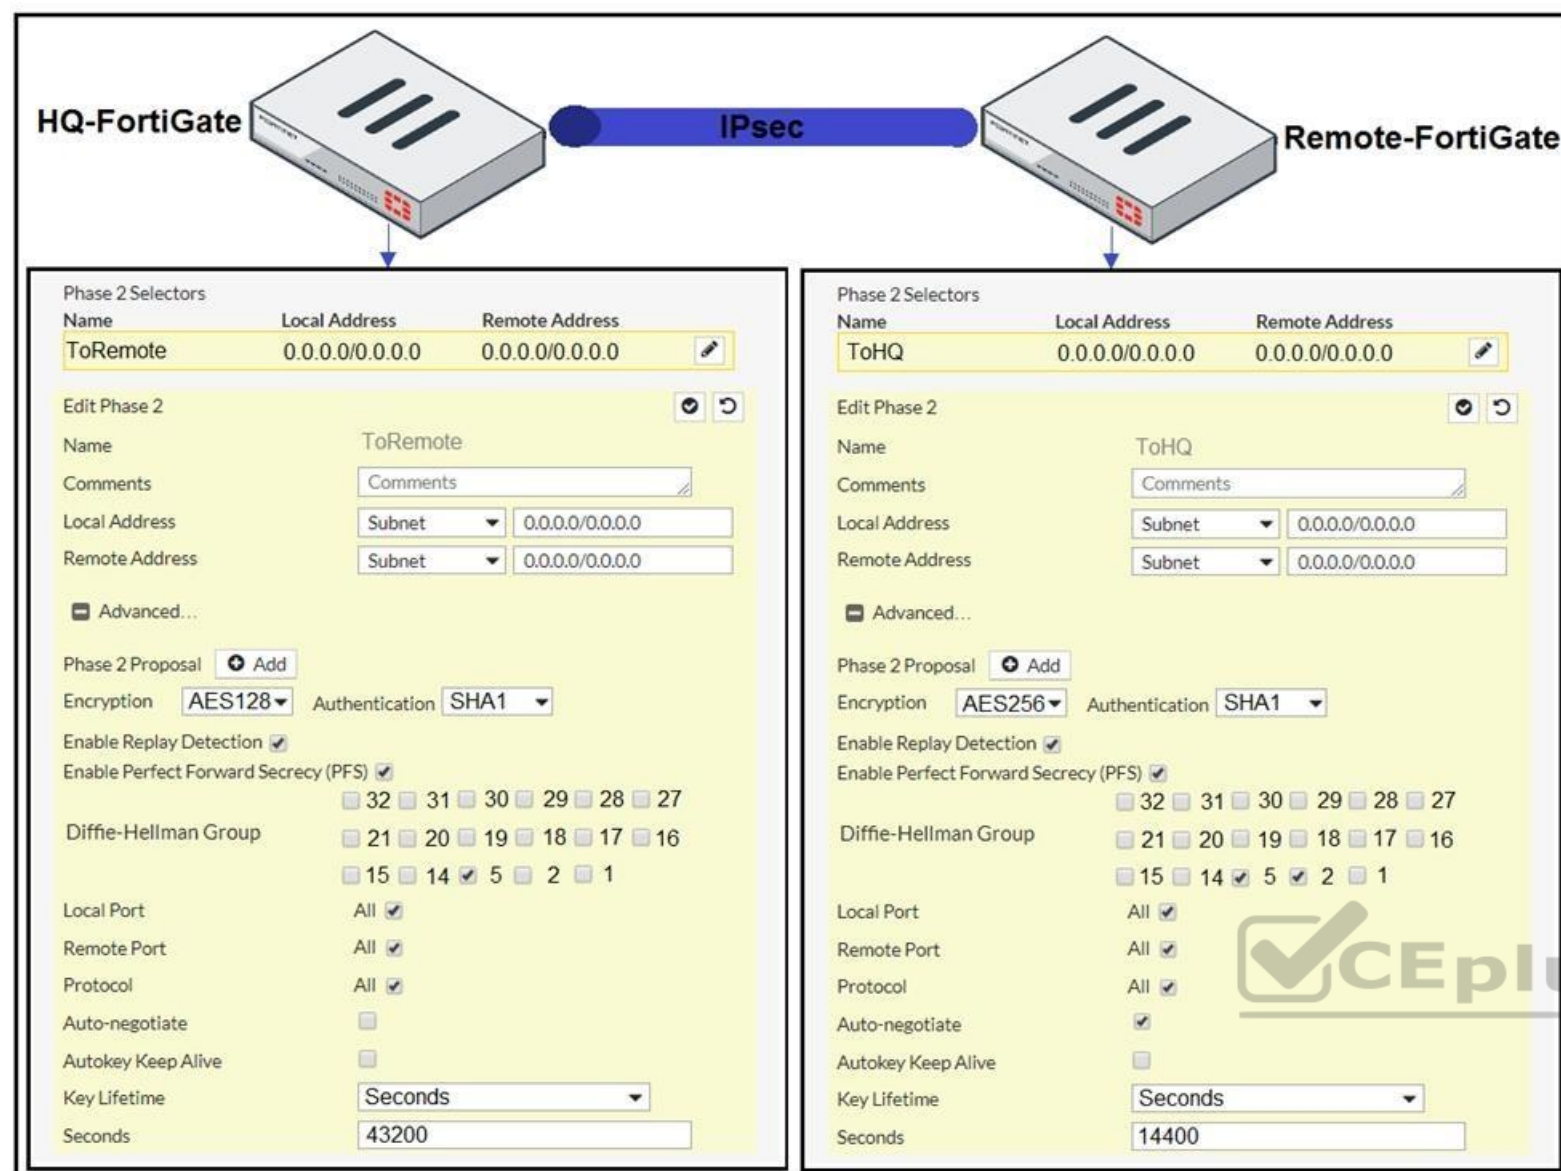 HQ-FortiGate
IPsec
Remote-FortiGate
Phase 2 Selectors
Name Local Address Remote Address
ToRemote 0.0.0.0/0.0.0.0 0.0.0.0/0.0.0.0
Edit Phase 2
Name ToRemote
Comments Comments
Local Address Subnet 0.0.0.0/0.0.0.0
Remote Address Subnet 0.0.0.0/0.0.0.0
Advanced...
Phase 2 Proposal Add
Encryption AES128 Authentication SHA1
Enable Replay Detection
Enable Perfect Forward Secrecy (PFS)
32 31 30 29 28 27
Diffie-Hellman Group 21 20 19 18 17 16
15 14 5 2 1
Local Port All
Remote Port All
Protocol All
Auto-negotiate
Autokey Keep Alive
Key Lifetime Seconds
Seconds 43200
Phase 2 Selectors
Name Local Address Remote Address
ToHQ 0.0.0.0/0.0.0.0 0.0.0.0/0.0.0.0
Edit Phase 2
Name ToHQ
Comments Comments
Local Address Subnet 0.0.0.0/0.0.0.0
Remote Address Subnet 0.0.0.0/0.0.0.0
Advanced...
Phase 2 Proposal Add
Encryption AES256 Authentication SHA1
Enable Replay Detection
Enable Perfect Forward Secrecy (PFS)
32 31 30 29 28 27
Diffie-Hellman Group 21 20 19 18 17 16
15 14 5 2 1
Local Port All
Remote Port All
Protocol All
Auto-negotiate
Autokey Keep Alive
Key Lifetime Seconds
Seconds 14400
CEplu